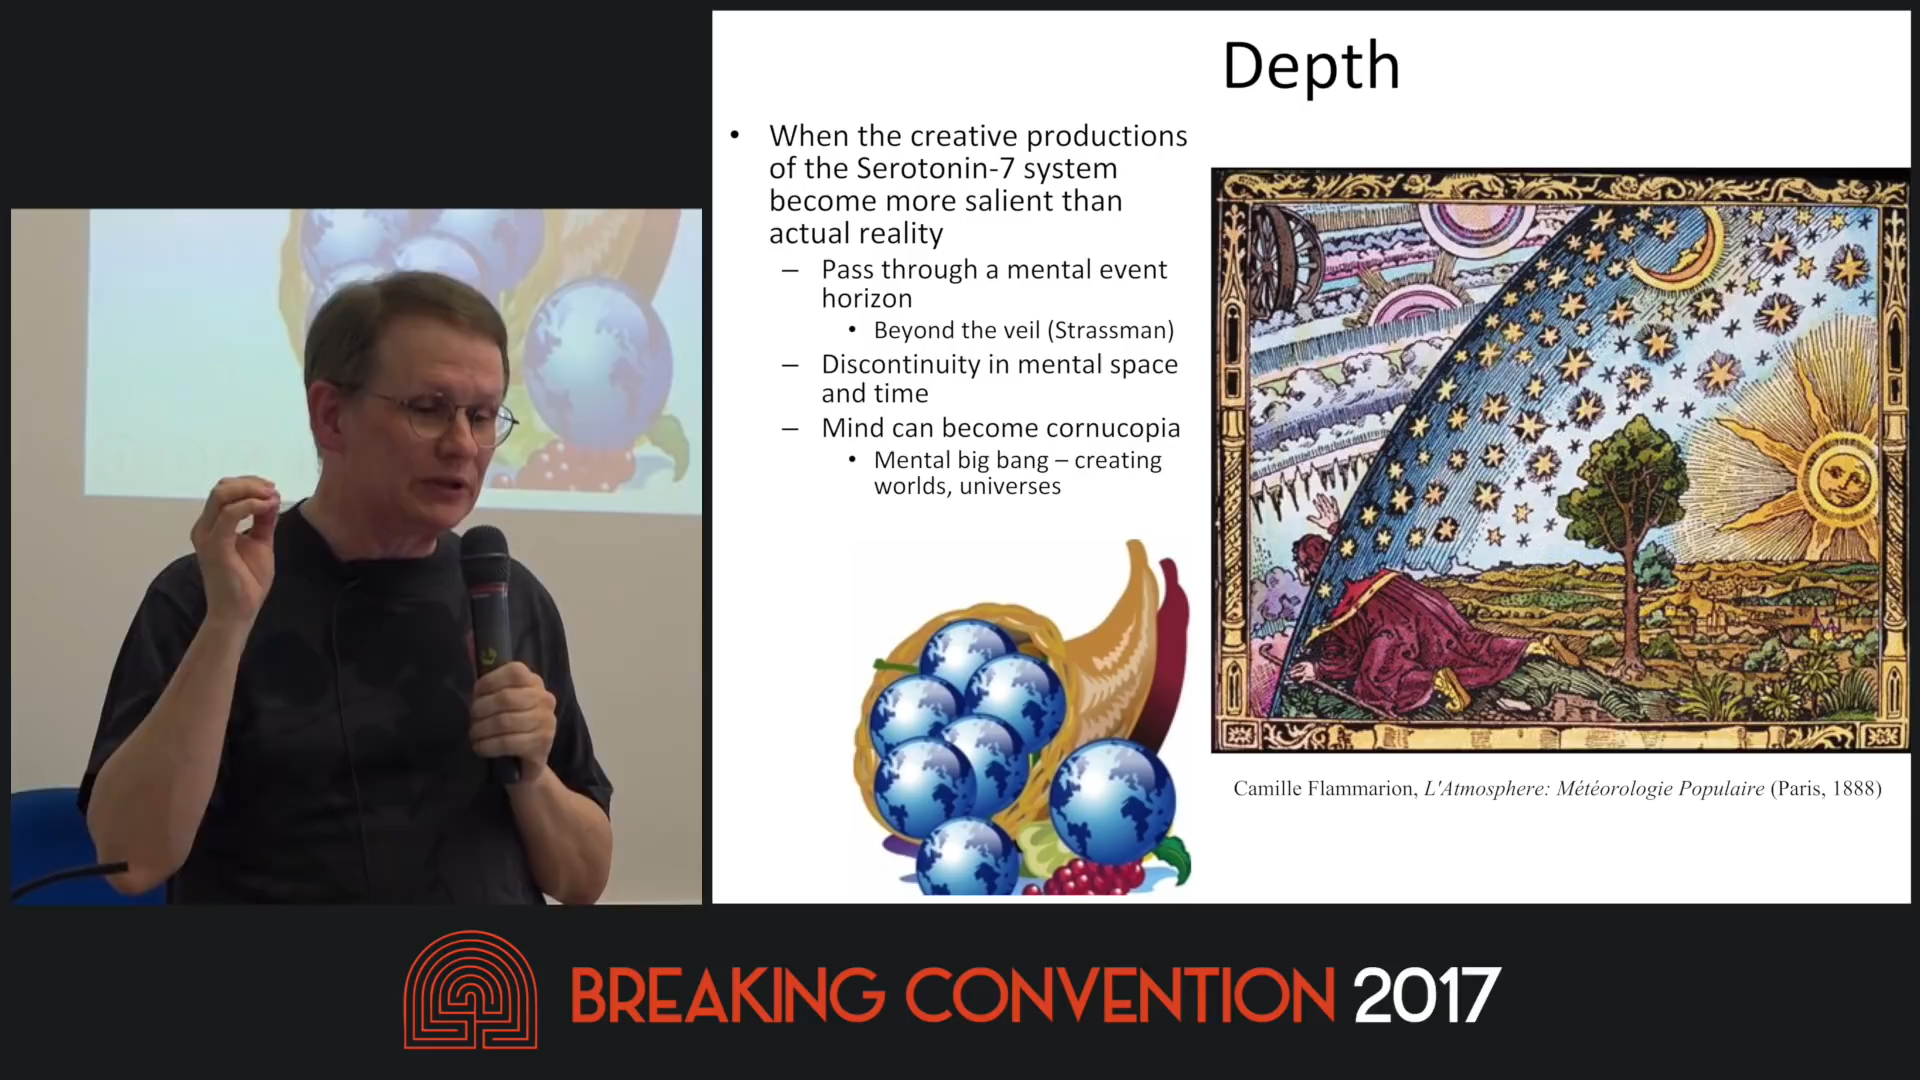 Depth
• When the creative productions
of the Serotonin-7 system
become more salient than
actual reality
– Pass through a mental event
horizon
• Beyond the veil (Strassman)
– Discontinuity in mental space
and time
– Mind can become cornucopia
• Mental big bang – creating
worlds, universes
Camille Flammarion, L'Atmosphere: Météorologie Populaire (Paris, 1888)
BREAKING CONVENTION 2017